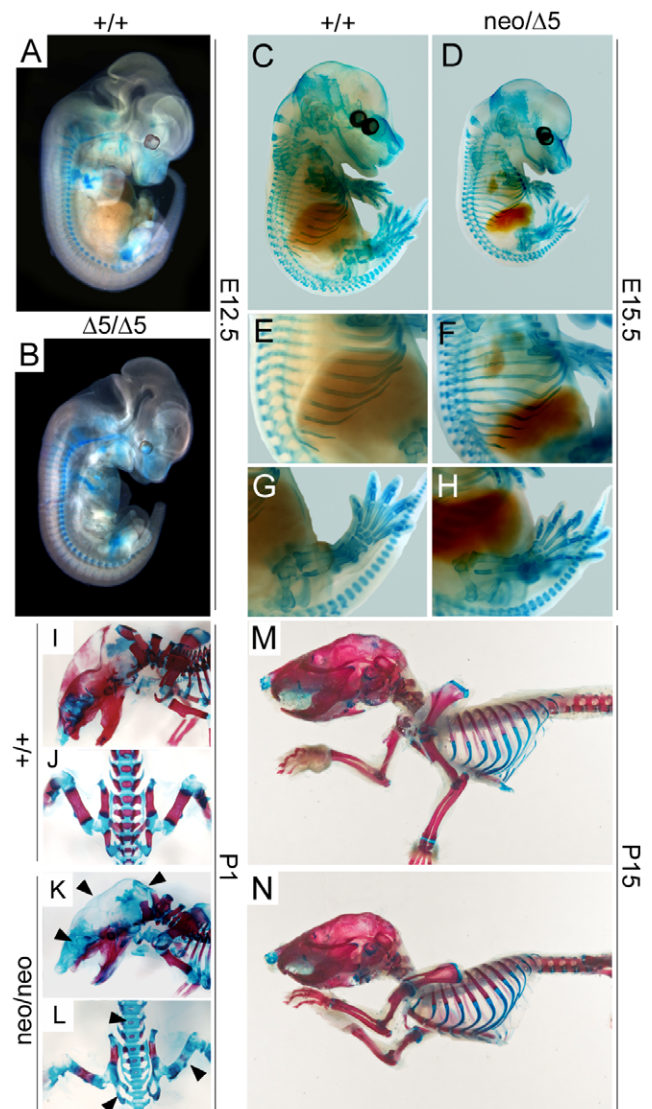 +/+
+/+
neo/Δ5
A
C
D
E12.5
E15.5
Δ5/Δ5
B
E
F
G
H
I
M
+/+
J
P1
P15
K
N
neo/neo
L